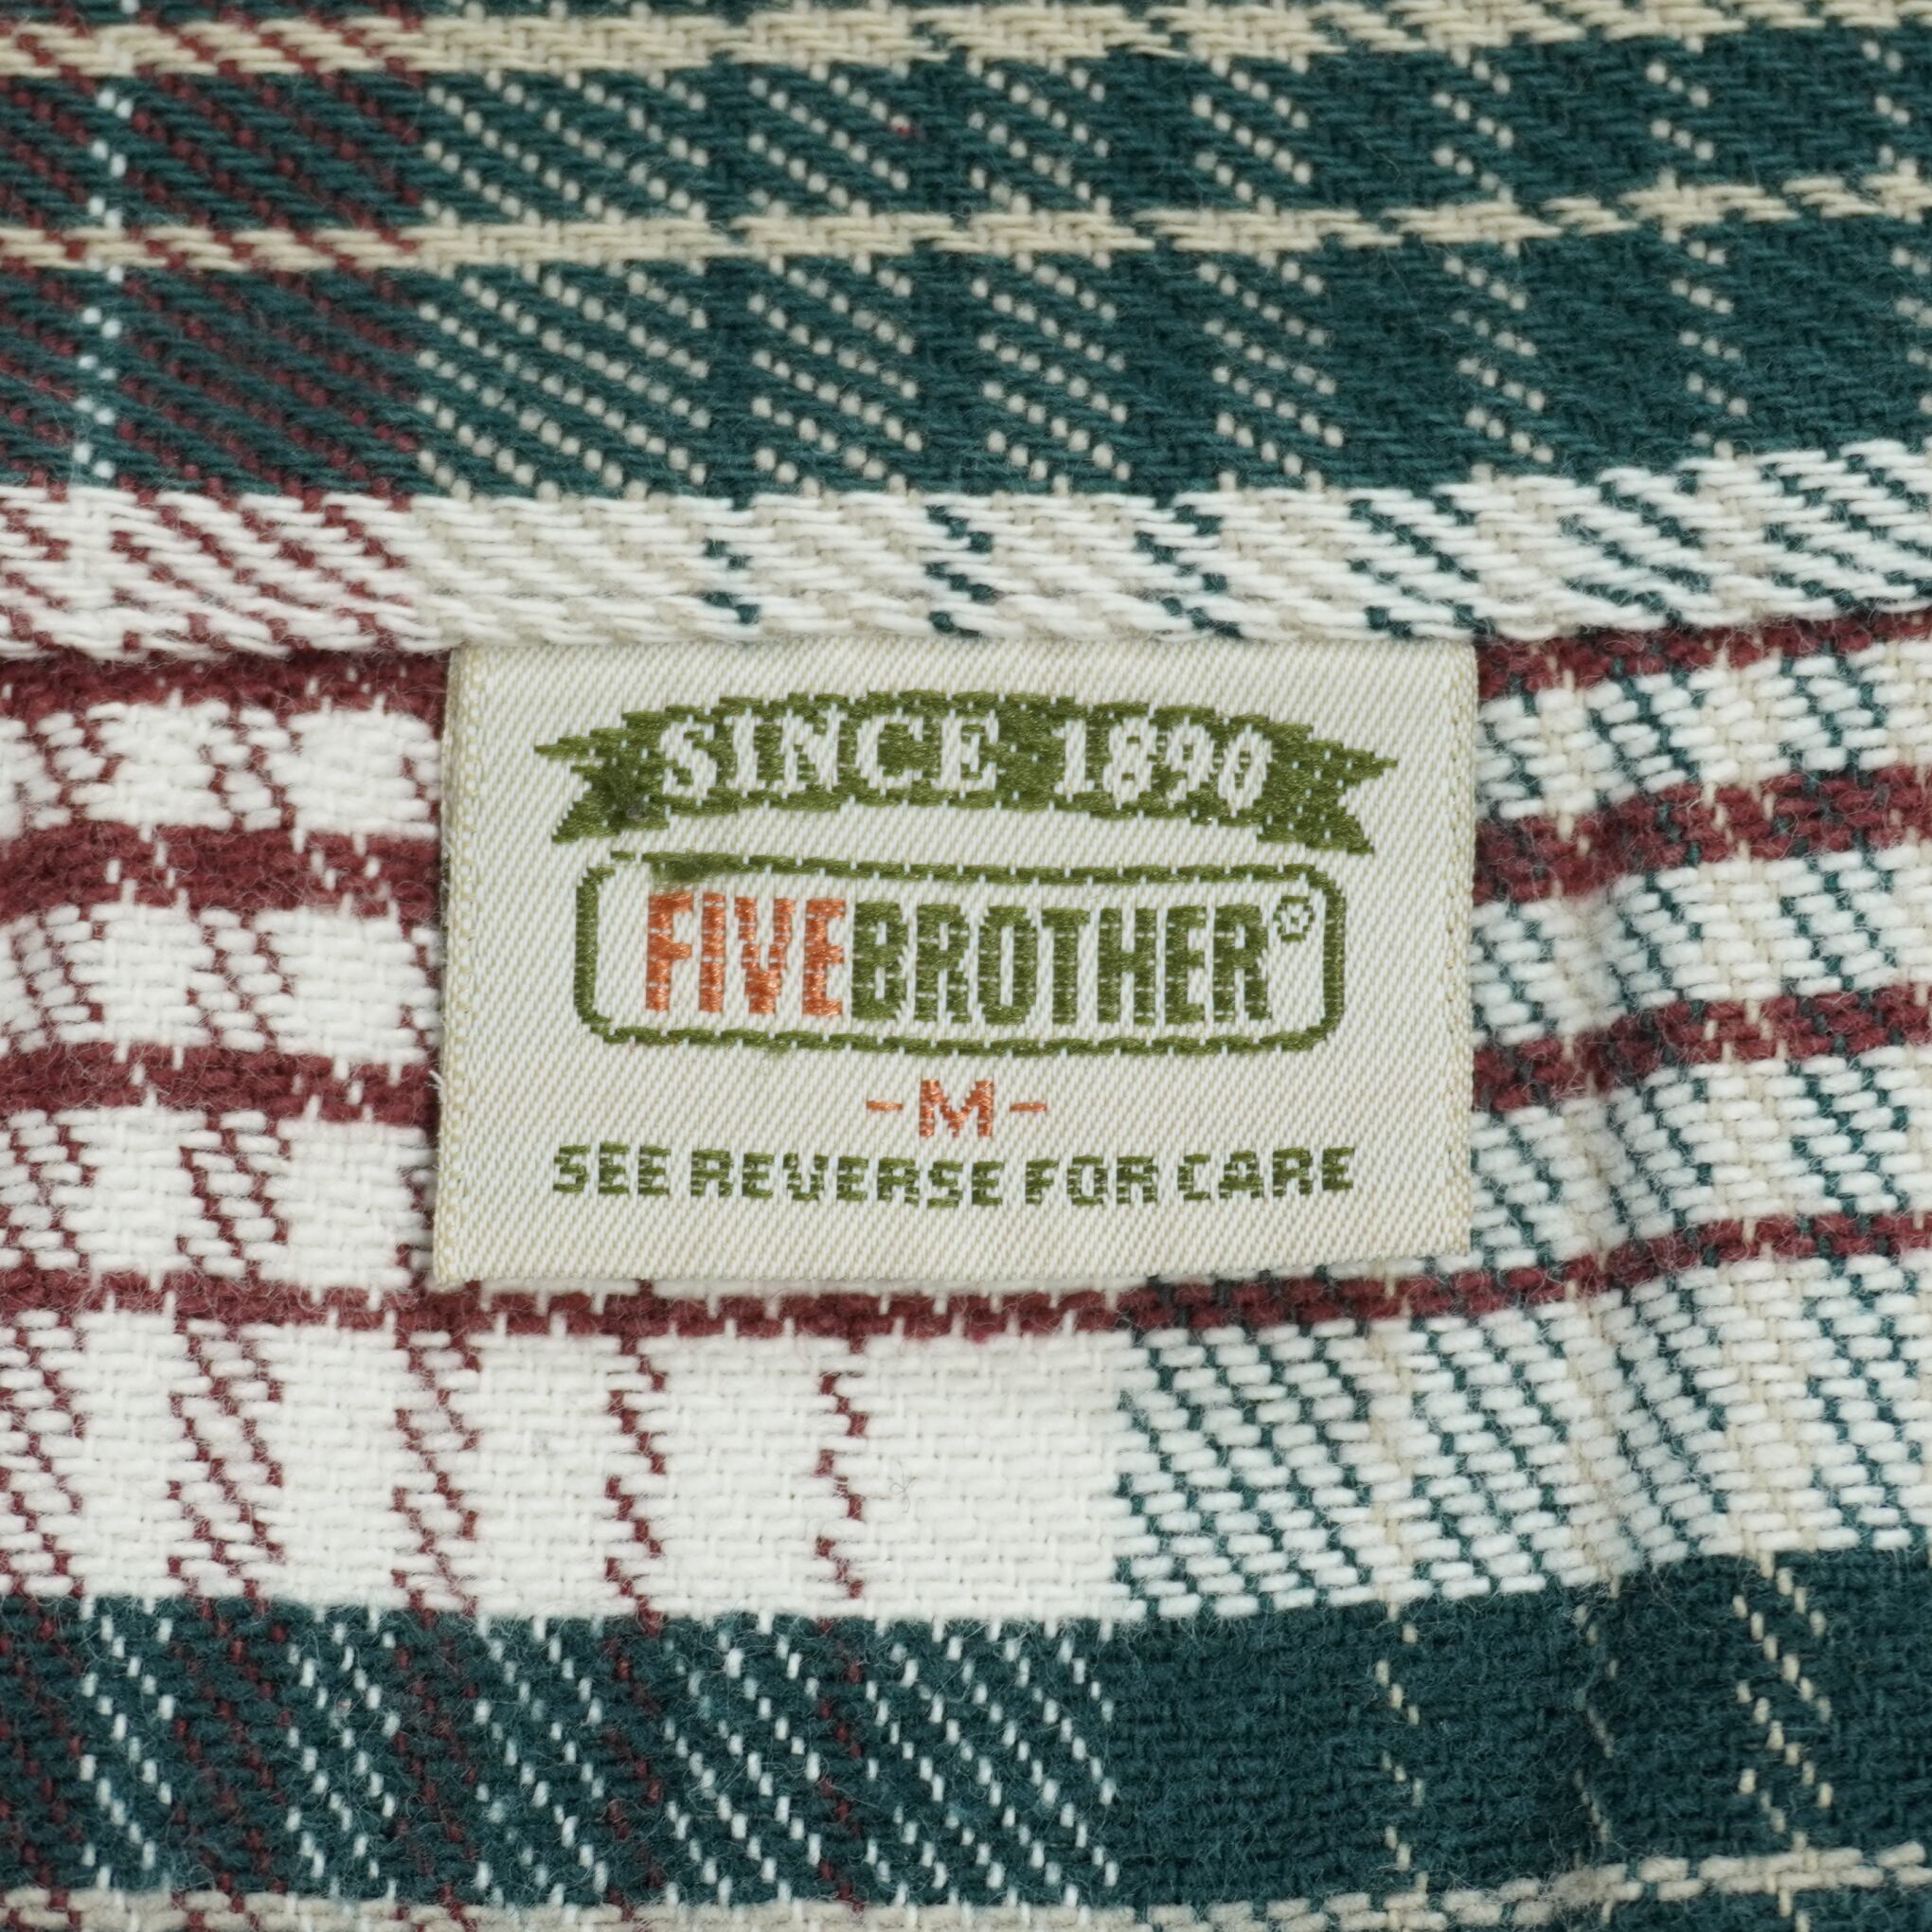 SINCE 1890
FIVEBROTHER®
-M-
SEE REVERSE FOR CARE